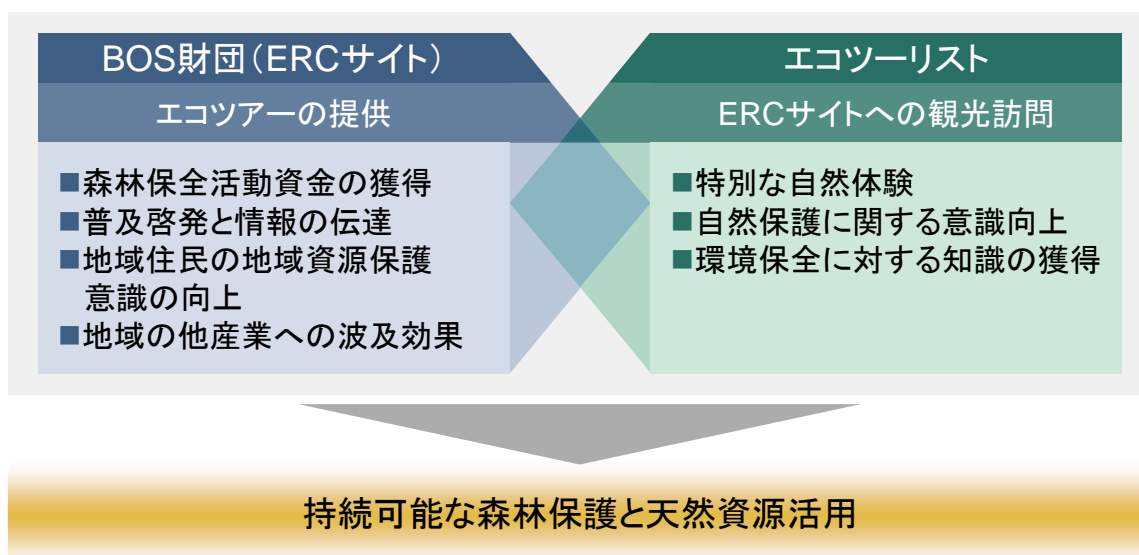 BOS財団（ERCサイト）
エコツアーの提供
■森林保全活動資金の獲得
■普及啓発と情報の伝達
■地域住民の地域資源保護
意識の向上
■地域の他産業への波及効果
エコツーリスト
ERCサイトへの観光訪問
■特別な自然体験
■自然保護に関する意識向上
■環境保全に対する知識の獲得
持続可能な森林保護と天然資源活用